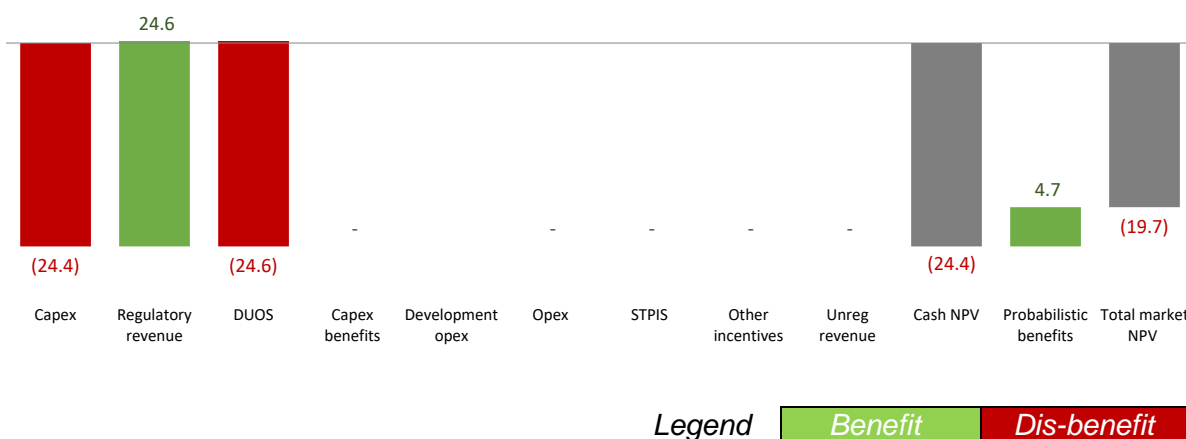 24.6
4.7
-
-
-
-
-
(19.7)
(24.4)
(24.6)
(24.4)
Capex
Regulatory
revenue
DUOS
Capex
benefits
Development
opex
Opex
STPIS
Other
incentives
Unreg
revenue
Cash NPV
Probabilistic
benefits
Total market
NPV
Legend
Benefit
Dis-benefit